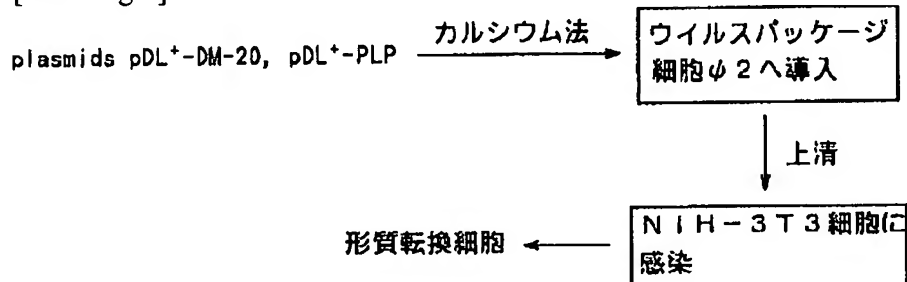 カルシウム法
plasmids pDL⁺-DM-20, pDL⁺-PLP
ウイルスパッケージ
細胞ψ2へ導入
上清
NIH-3T3細胞に
感染
形質転換細胞